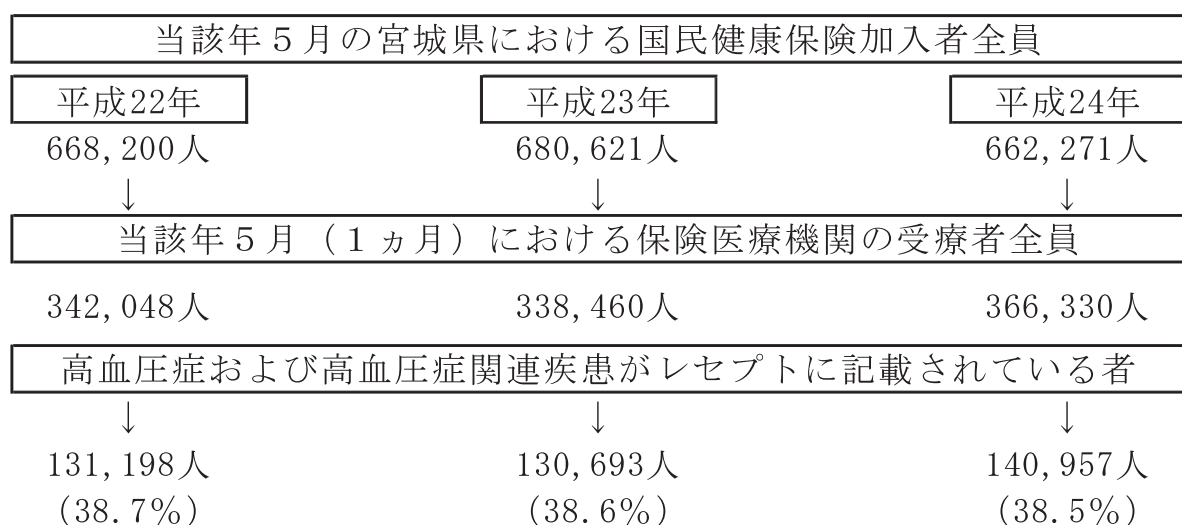 当該年５月の宮城県における国民健康保険加入者全員
平成22年 平成23年 平成24年
668,200人 680,621人 662,271人
↓ ↓ ↓
当該年５月（１ヵ月）における保険医療機関の受療者全員
342,048人 338,460人 366,330人
高血圧症および高血圧症関連疾患がレセプトに記載されている者
↓ ↓ ↓
131,198人 130,693人 140,957人
(38.7%) (38.6%) (38.5%)